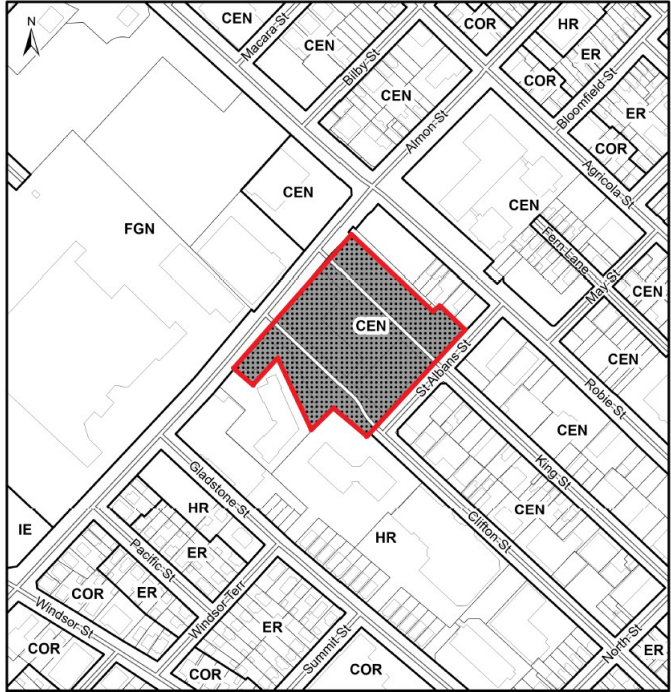 N
CEN
COR
HR
Macara St
CEN
ER
Bilby St
COR
Bloomfield St
CEN
ER
Almon St
COR
Agricola St
CEN
CEN
FGN
Fern Lane
May St
CEN
CEN
St Albans St
CEN
Robie St
CEN
King St
Gladstone St
CEN
HR
Clifton St
IE
HR
ER
Pacific St
COR
ER
Windsor Terr
Windsor St
ER
Summit St
North St
COR
COR
COR
ER